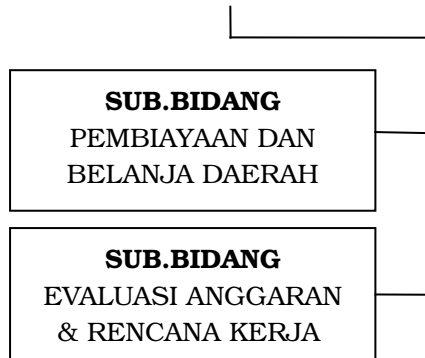 SUB.BIDANG
PEMBIAYAAN DAN
BELANJA DAERAH
SUB.BIDANG
EVALUASI ANGGARAN
& RENCANA KERJA